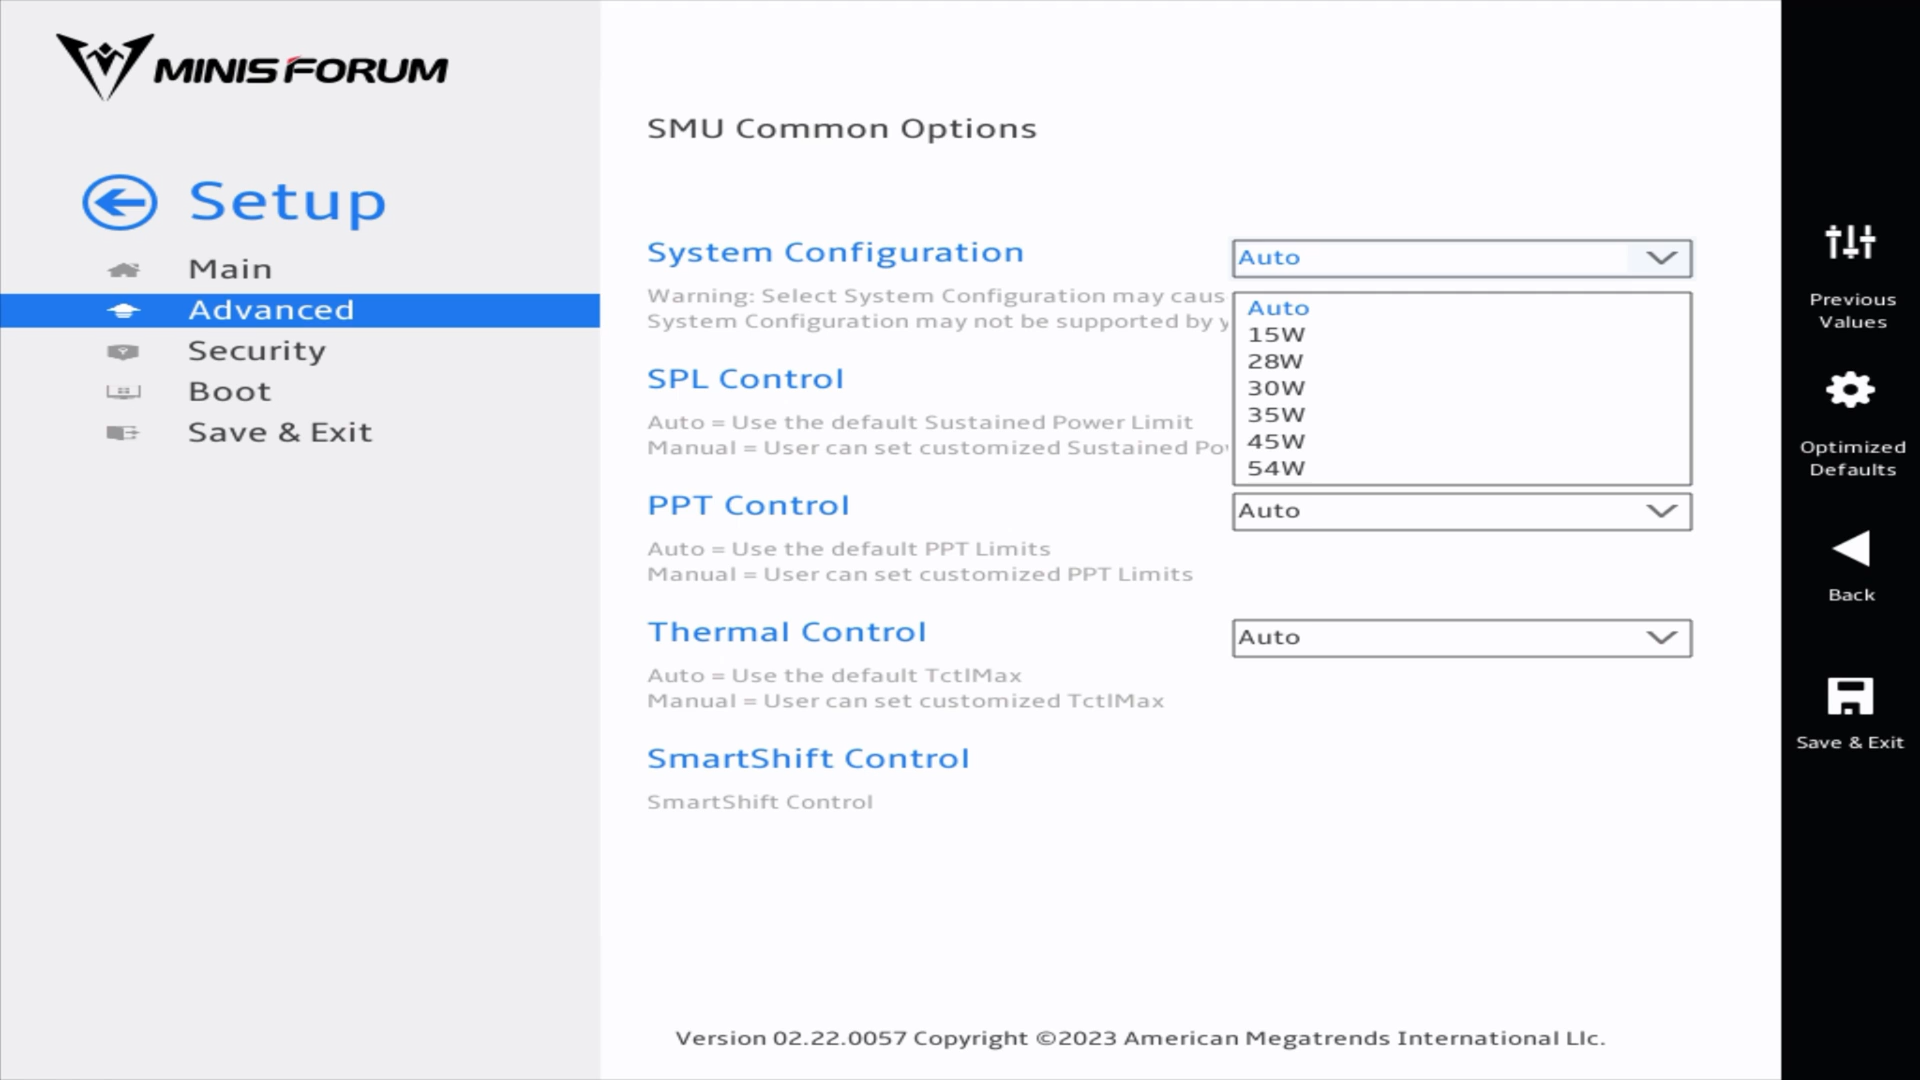 MINISFORUM
Setup
Main
Advanced
Security
Boot
Save & Exit
SMU Common Options
System Configuration
Auto
Warning: Select System Configuration may caus
System Configuration may not be supported by y
Auto
15W
28W
30W
35W
45W
54W
SPL Control
Auto = Use the default Sustained Power Limit
Manual = User can set customized Sustained Po
PPT Control
Auto
Auto = Use the default PPT Limits
Manual = User can set customized PPT Limits
Thermal Control
Auto
Auto = Use the default TctlMax
Manual = User can set customized TctlMax
SmartShift Control
SmartShift Control
Version 02.22.0057 Copyright ©2023 American Megatrends International Llc.
Previous
Values
Optimized
Defaults
Back
Save & Exit